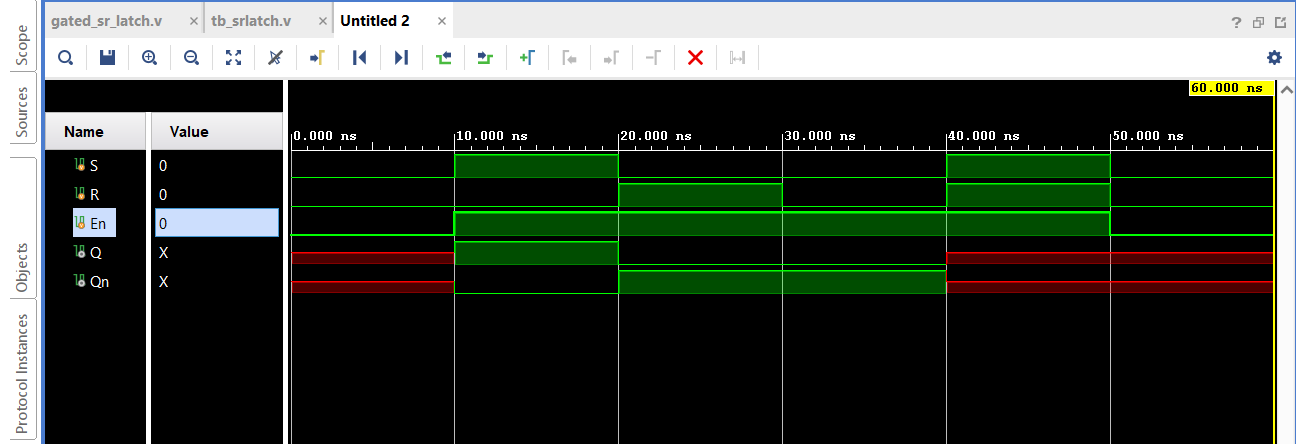 gated_sr_latch.v × tb_srlatch.v × Untitled 2 ×
? 
Scope
Sources
Objects
Protocol Instances
60.000 ns
Name Value
0.000 ns 10.000 ns 20.000 ns 30.000 ns 40.000 ns 50.000 ns
S 0
R 0
En 0
Q X
Qn X